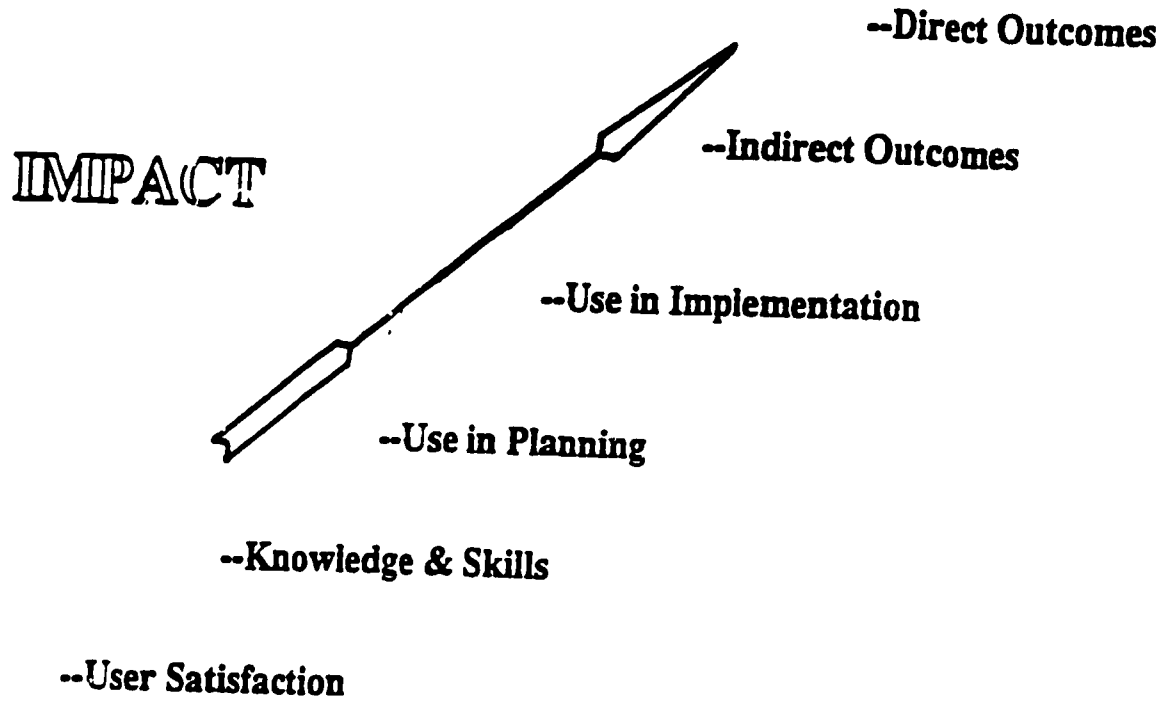 --Direct Outcomes
--Indirect Outcomes
IMPACT
--Use in Implementation
--Use in Planning
--Knowledge & Skills
--User Satisfaction